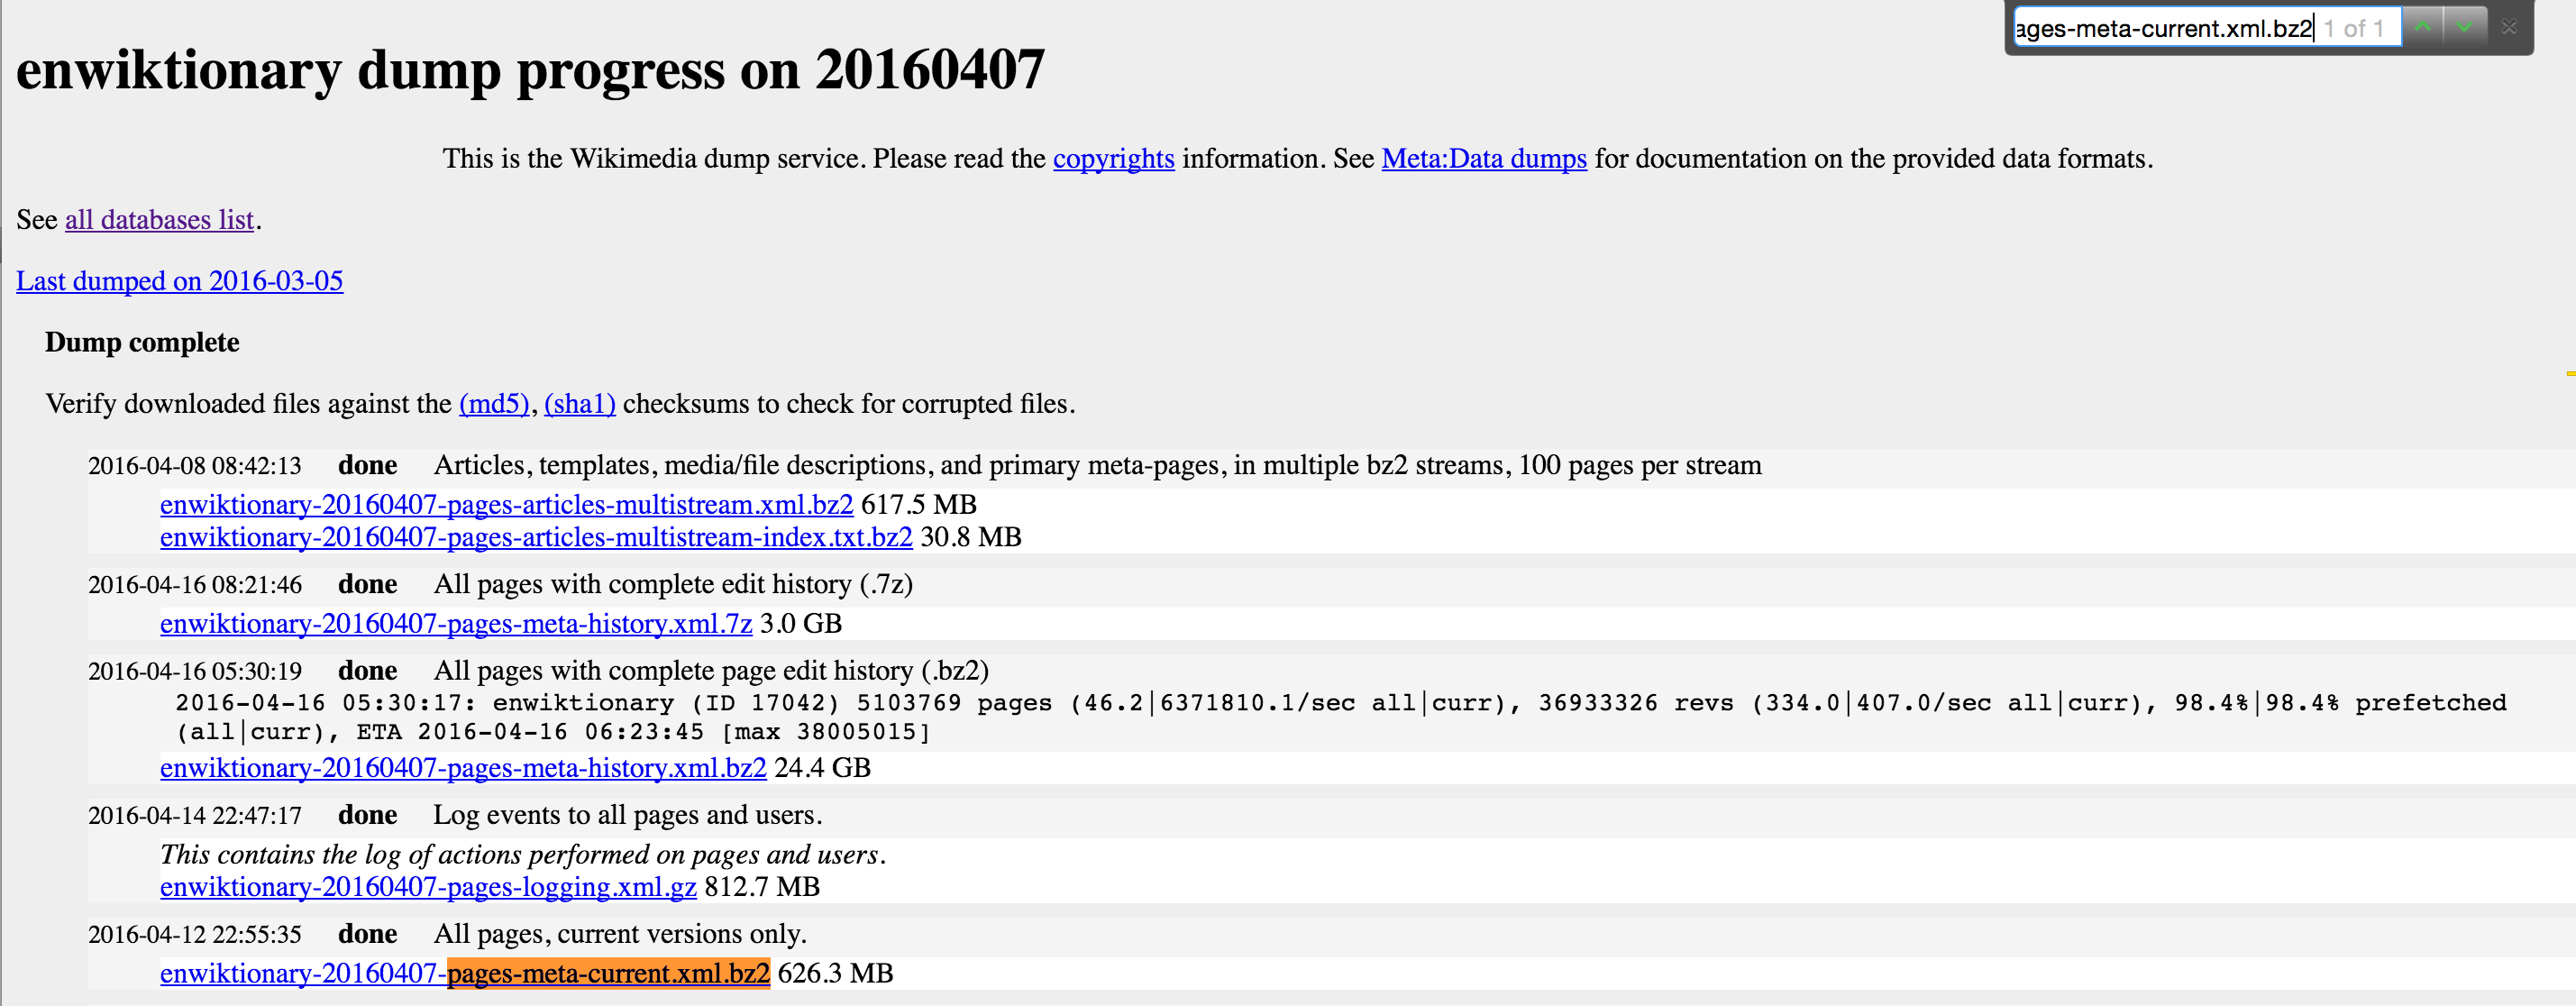 ages-meta-current.xml.bz2 1 of 1
enwiktionary dump progress on 20160407
This is the Wikimedia dump service. Please read the copyrights information. See Meta:Data dumps for documentation on the provided data formats.
See all databases list.
Last dumped on 2016-03-05
Dump complete
Verify downloaded files against the (md5), (sha1) checksums to check for corrupted files.
2016-04-08 08:42:13 done Articles, templates, media/file descriptions, and primary meta-pages, in multiple bz2 streams, 100 pages per stream
enwiktionary-20160407-pages-articles-multistream.xml.bz2 617.5 MB
enwiktionary-20160407-pages-articles-multistream-index.txt.bz2 30.8 MB
2016-04-16 08:21:46 done All pages with complete edit history (.7z)
enwiktionary-20160407-pages-meta-history.xml.7z 3.0 GB
2016-04-16 05:30:19 done All pages with complete page edit history (.bz2)
2016-04-16 05:30:17: enwiktionary (ID 17042) 5103769 pages (46.2|6371810.1/sec all|curr), 36933326 revs (334.0|407.0/sec all|curr), 98.4%|98.4% prefetched
(all|curr), ETA 2016-04-16 06:23:45 [max 38005015]
enwiktionary-20160407-pages-meta-history.xml.bz2 24.4 GB
2016-04-14 22:47:17 done Log events to all pages and users.
This contains the log of actions performed on pages and users.
enwiktionary-20160407-pages-logging.xml.gz 812.7 MB
2016-04-12 22:55:35 done All pages, current versions only.
enwiktionary-20160407-pages-meta-current.xml.bz2 626.3 MB